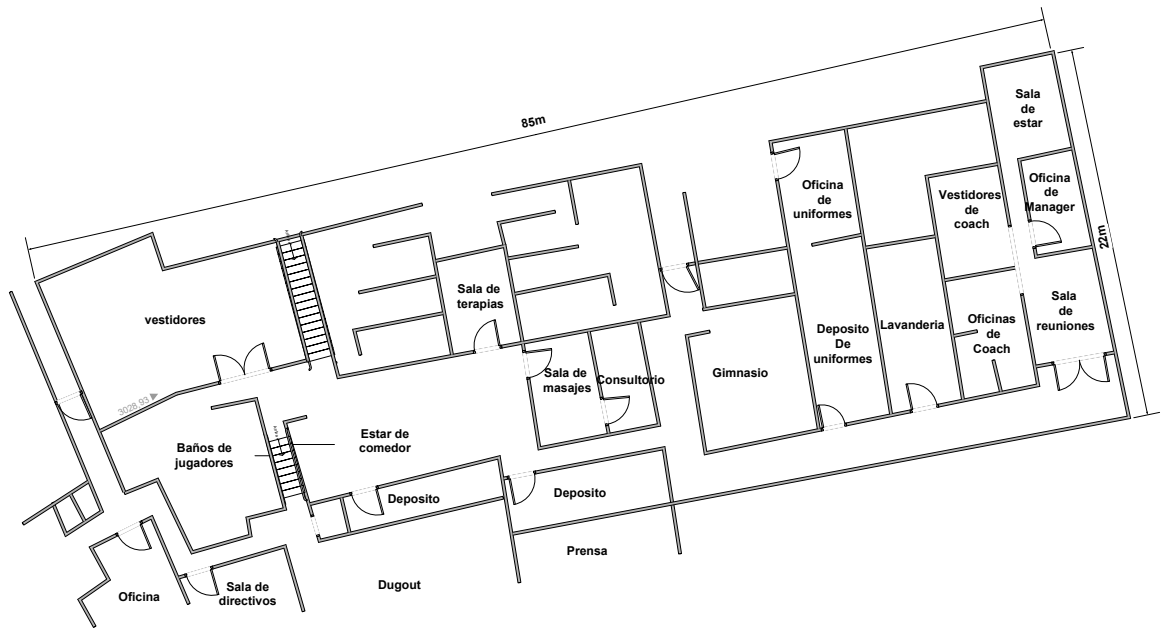 85m
22m
Sala
de
estar
Oficina
de
Manager
Vestidores
de
coach
Oficina
de
uniformes
Sala de
terapias
vestidores
Sala
de
reuniones
Oficinas
de
Coach
Lavanderia
Deposito
De
uniformes
Gimnasio
Consultorio
Sala de
masajes
3028.93
Estar de
comedor
Baños de
jugadores
Deposito
Deposito
Prensa
Dugout
Sala de
directivos
Oficina